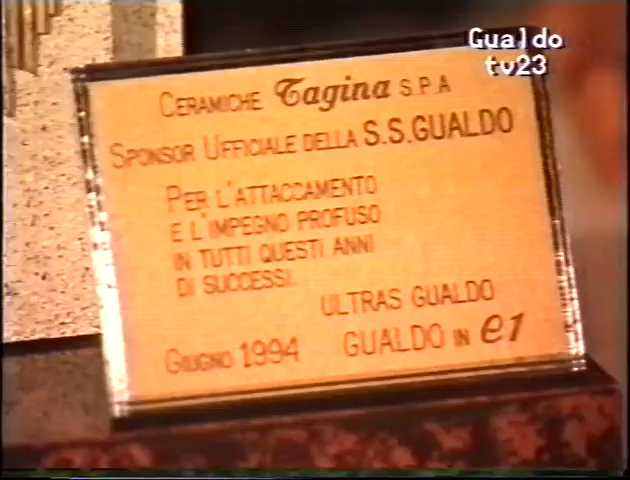 Gualdo
tv23
CERAMICHE Tagina S.P.A
SPONSOR UFFICIALE DELLA S.S.GUALDO
PER L'ATTACCAMENTO
E L'IMPEGNO PROFUSO
IN TUTTI QUESTI ANNI
DI SUCCESSI.
ULTRAS GUALDO
GIUGNO 1994 GUALDO IN e1